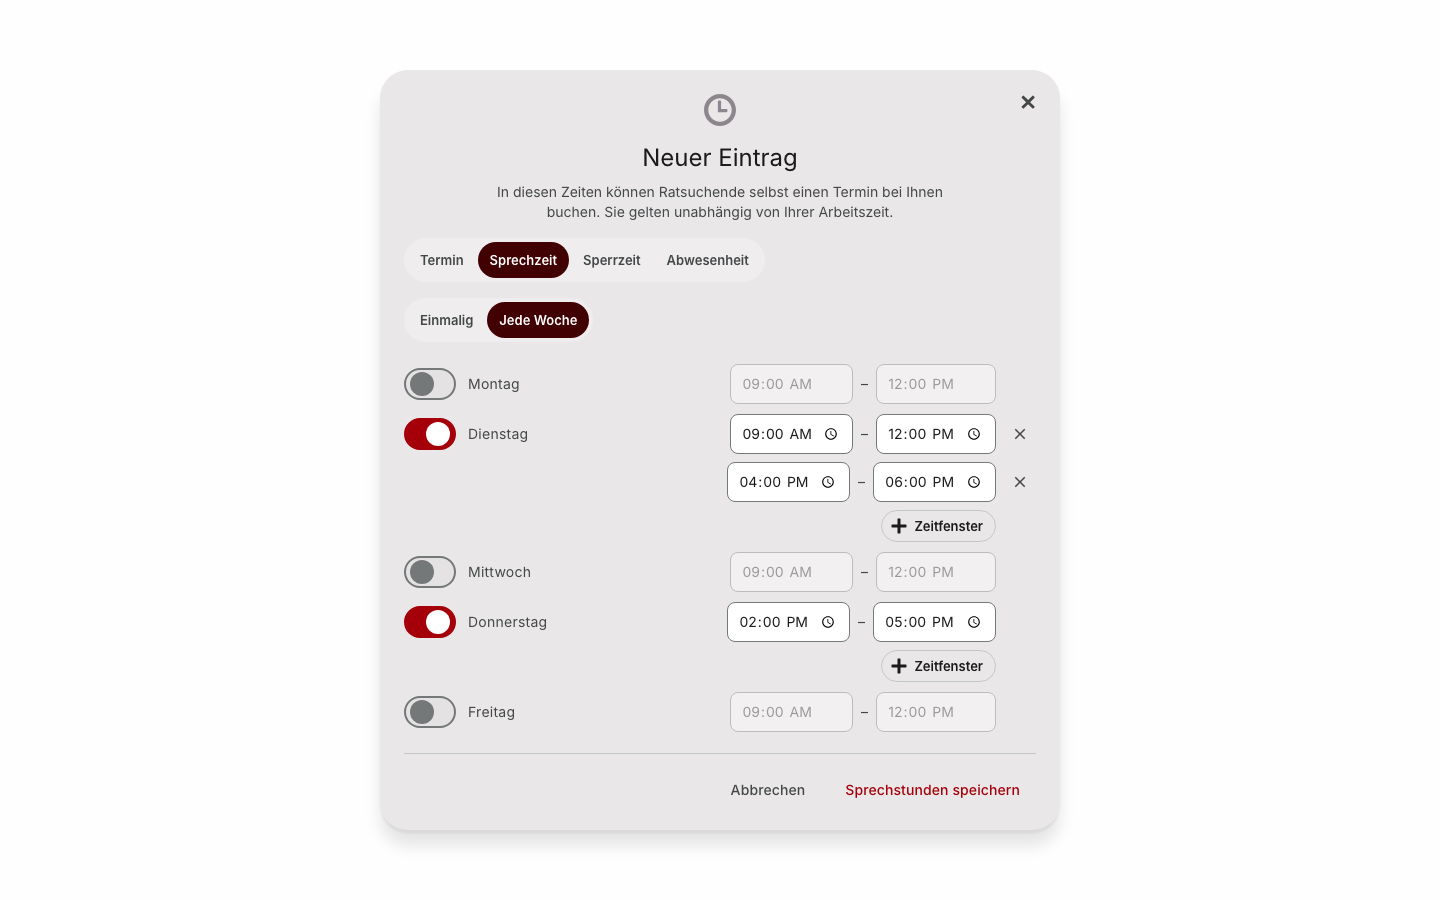 Neuer Eintrag
In diesen Zeiten können Ratsuchende selbst einen Termin bei Ihnen
buchen. Sie gelten unabhängig von Ihrer Arbeitszeit.
Termin Sprechzeit Sperrzeit Abwesenheit
Einmalig Jede Woche
Montag 09:00 AM – 12:00 PM
Dienstag 09:00 AM – 12:00 PM
04:00 PM – 06:00 PM
Zeitfenster
Mittwoch 09:00 AM – 12:00 PM
Donnerstag 02:00 PM – 05:00 PM
Zeitfenster
Freitag 09:00 AM – 12:00 PM
Abbrechen Sprechstunden speichern